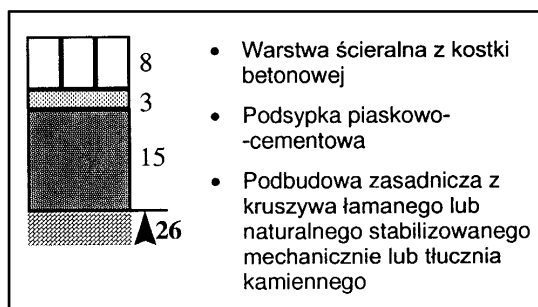 8
3
15
26
• Warstwa ścieralna z kostki
betonowej
• Podsypka piaskowo-
-cementowa
• Podbudowa zasadnicza z
kruszywa łamanego lub
naturalnego stabilizowanego
mechanicznie lub tłucznia
kamiennego